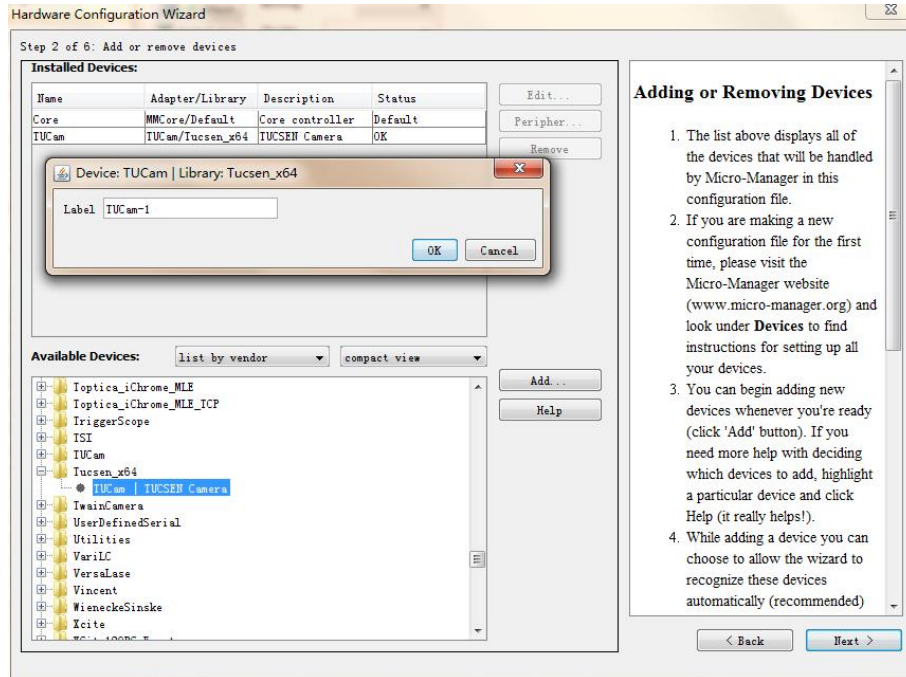 Hardware Configuration Wizard
Step 2 of 6: Add or remove devices
Installed Devices:
Name Adapter/Library Description Status
Core MMCore/Default Core controller Default
TUCam TUCam/Tucsen_x64 TUCSEN Camera OK
Edit...
Peripher...
Remove
Device: TUCam | Library: Tucsen_x64
Label TUCam-1
OK Cancel
Available Devices: list by vendor compact view
Toptica_iChrome_MLE
Toptica_iChrome_MLE_TCP
TriggerScope
TSI
TUCam
Tucsen_x64
TUCam | TUCSEN Camera
TwainCamera
UserDefinedSerial
Utilities
VariLC
VersaLase
Vincent
WieneckeSinske
Xcite
Add...
Help
Adding or Removing Devices
1. The list above displays all of
the devices that will be handled
by Micro-Manager in this
configuration file.
2. If you are making a new
configuration file for the first
time, please visit the
Micro-Manager website
(www.micro-manager.org) and
look under Devices to find
instructions for setting up all
your devices.
3. You can begin adding new
devices whenever you're ready
(click 'Add' button). If you
need more help with deciding
which devices to add, highlight
a particular device and click
Help (it really helps!).
4. While adding a device you can
choose to allow the wizard to
recognize these devices
automatically (recommended)
< Back Next >